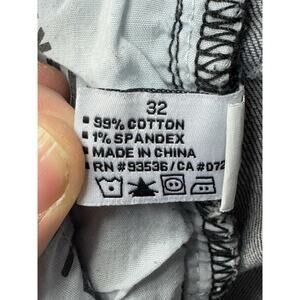 32
99% COTTON
1% SPANDEX
MADE IN CHINA
RN #93536/CA #072